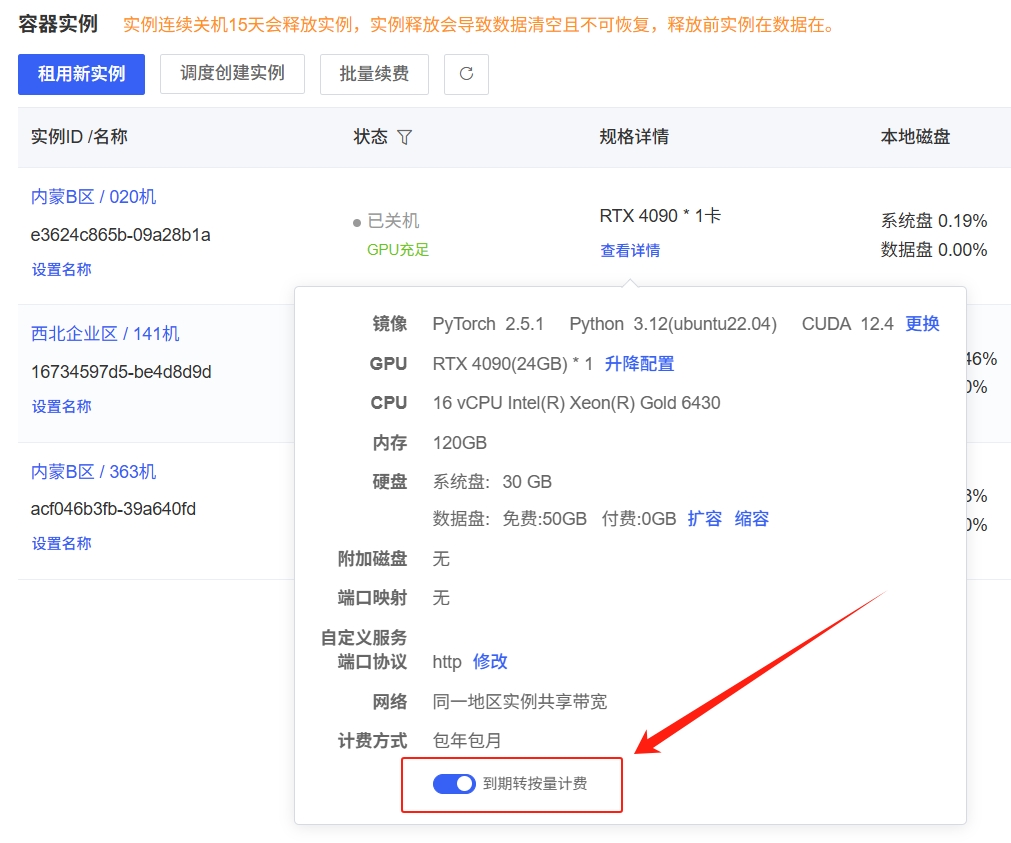 容器实例 实例连续关机15天会释放实例，实例释放会导致数据清空且不可恢复，释放前实例在数据在。
租用新实例 调度创建实例 批量续费
实例ID /名称 状态 规格详情 本地磁盘
内蒙B区 / 020机
e3624c865b-09a28b1a
设置名称
已关机
GPU充足
RTX 4090 * 1卡
查看详情
系统盘 0.19%
数据盘 0.00%
西北企业区 / 141机
16734597d5-be4d8d9d
设置名称
内蒙B区 / 363机
acf046b3fb-39a640fd
设置名称
镜像 PyTorch 2.5.1 Python 3.12(ubuntu22.04) CUDA 12.4 更换
GPU RTX 4090(24GB) * 1 升降配置
CPU 16 vCPU Intel(R) Xeon(R) Gold 6430
内存 120GB
硬盘 系统盘: 30 GB
数据盘: 免费:50GB 付费:0GB 扩容 缩容
附加磁盘 无
端口映射 无
自定义服务
端口协议 http 修改
网络 同一地区实例共享带宽
计费方式 包年包月
到期转按量计费